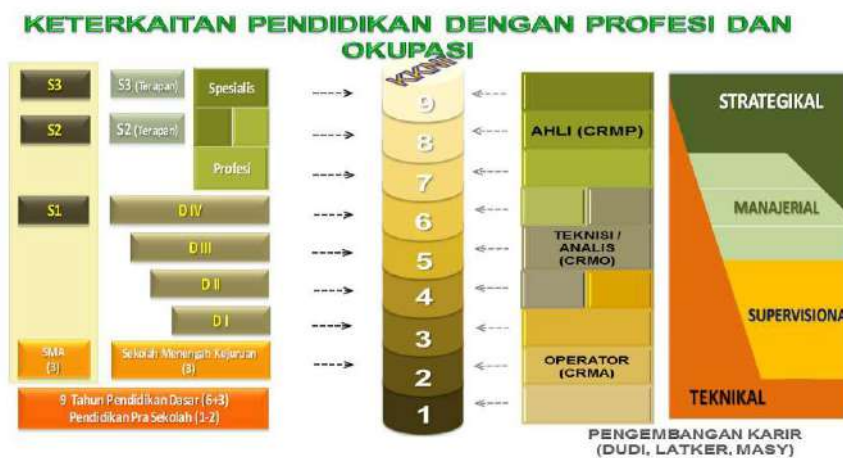 KETERKAITAN PENDIDIKAN DENGAN PROFESI DAN
OKUPASI
S3
S3 (Terapan)
Spesialis
S2
S2 (Terapan)
Profesi
S1
D IV
D III
D II
D I
SMA
(3)
Sekolah Menengah Kejuruan
(3)
9 Tahun Pendidikan Dasar (6+3)
Pendidikan Pra Sekolah (1-2)
KKNI
9
8
7
6
5
4
3
2
1
AHLI (CRMP)
TEKNISI /
ANALIS
(CRMO)
OPERATOR
(CRMA)
STRATEGIKAL
MANAJERIAL
SUPERVISIONA
TEKNIKAL
PENGEMBANGAN KARIR
(DUDI, LATKER, MASY)